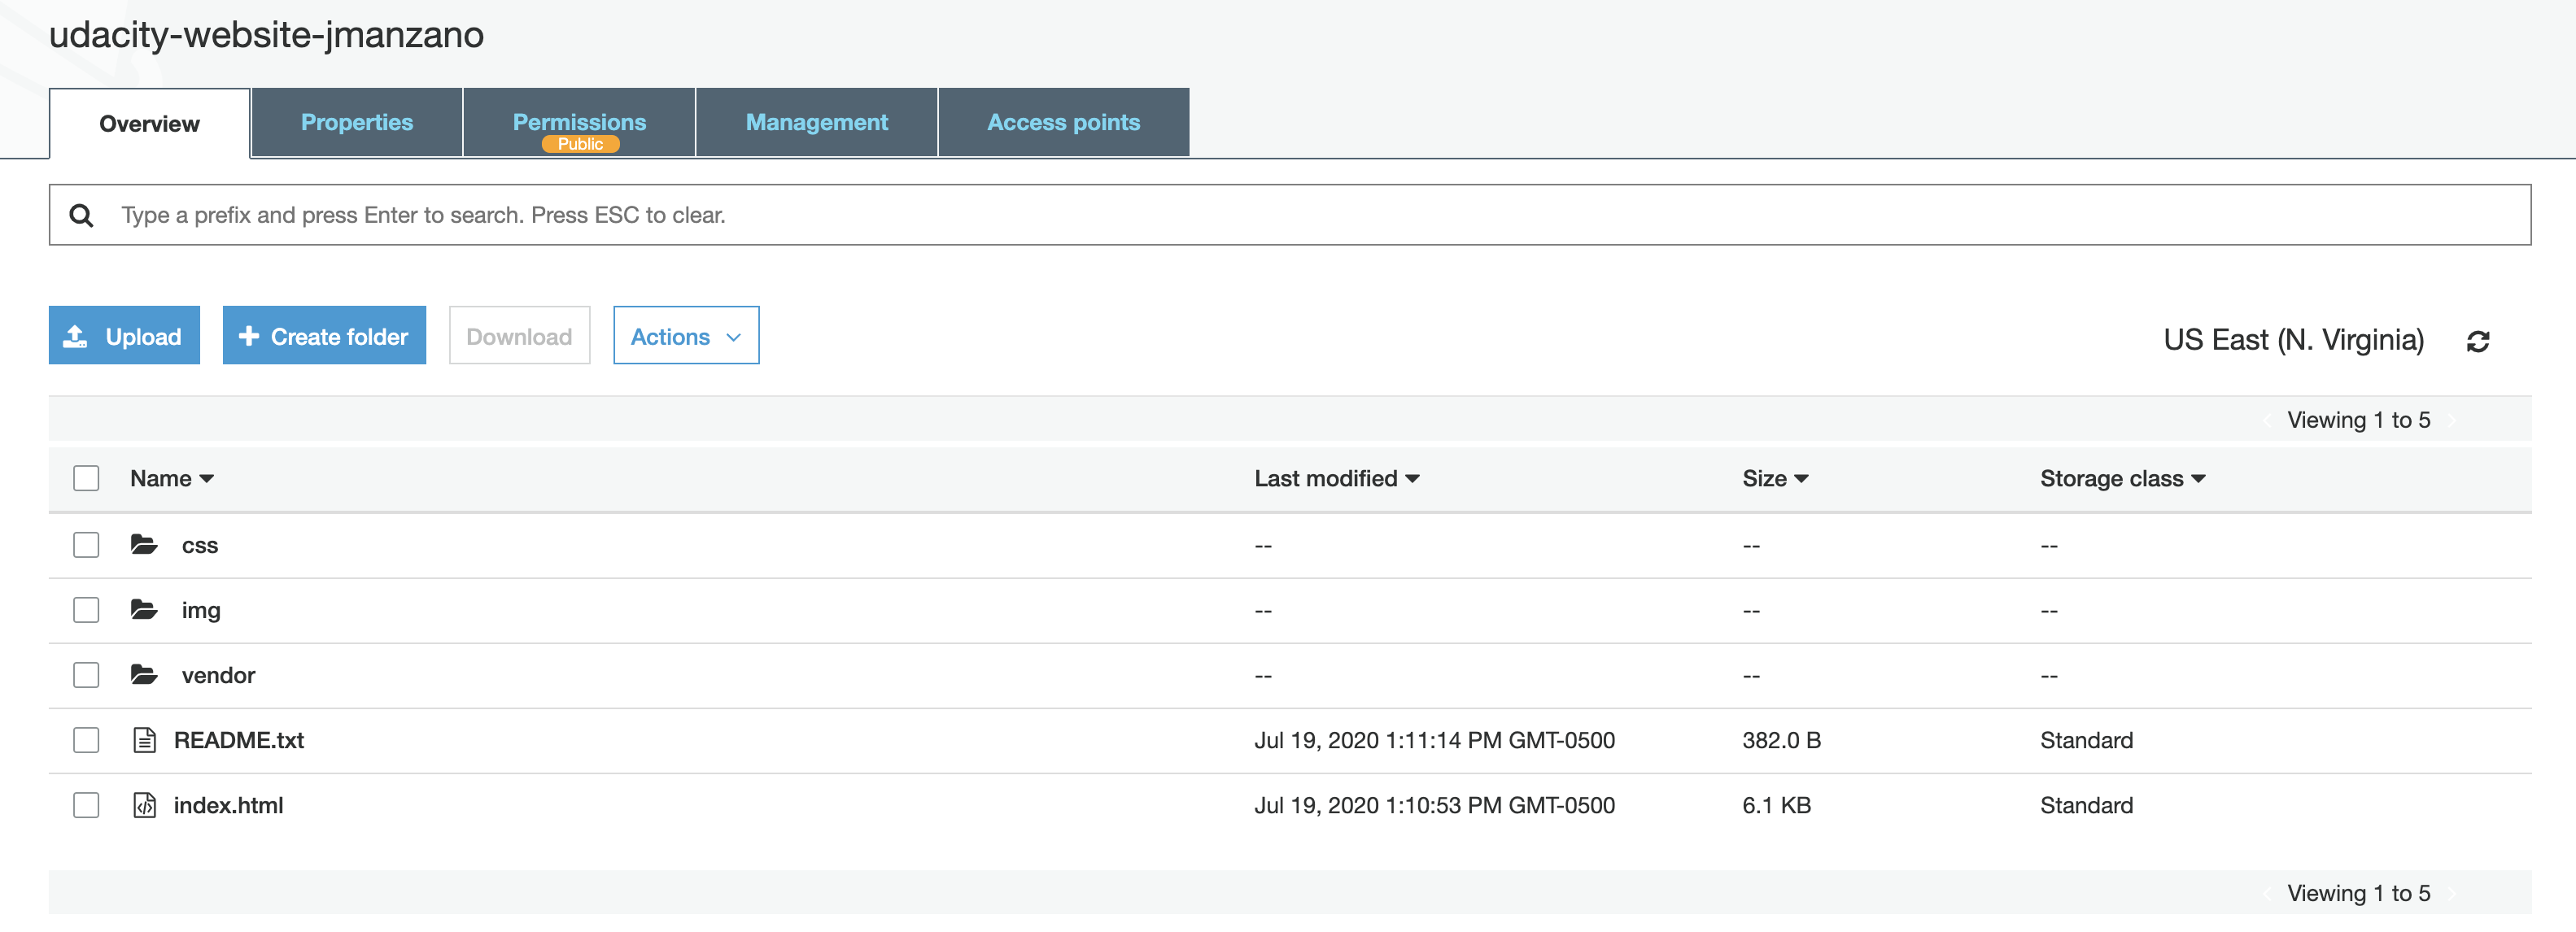 udacity-website-jmanzano
Overview Properties Permissions Management Access points
Public
Type a prefix and press Enter to search. Press ESC to clear.
Upload Create folder Download Actions US East (N. Virginia)
Viewing 1 to 5
Name Last modified Size Storage class
css -- -- --
img -- -- --
vendor -- -- --
README.txt Jul 19, 2020 1:11:14 PM GMT-0500 382.0 B Standard
index.html Jul 19, 2020 1:10:53 PM GMT-0500 6.1 KB Standard
Viewing 1 to 5